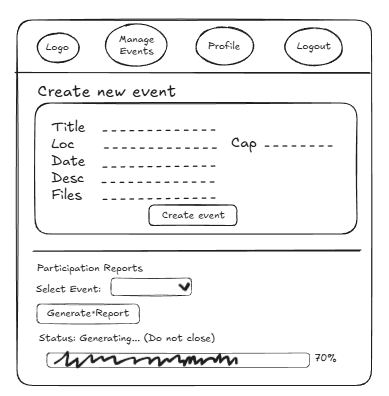 Logo
Manage
Events
Profile
Logout
Create new event
Title
Loc
Cap
Date
Desc
Files
Create event
Participation Reports
Select Event:
Generate Report
Status: Generating... (Do not close)
70%